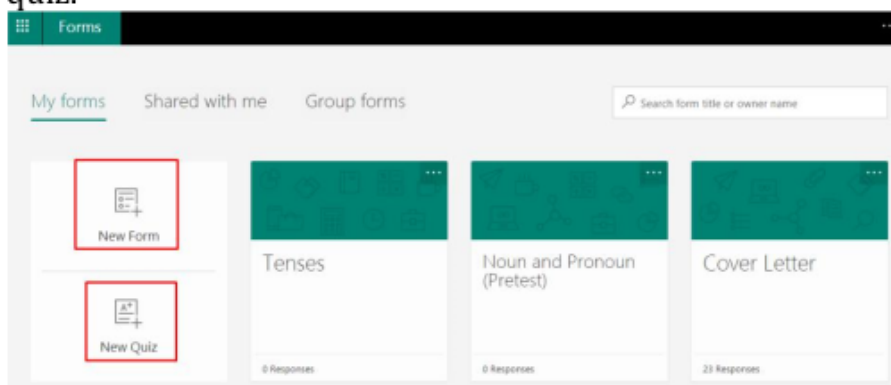 quiz.
Forms
My forms Shared with me Group forms
Search form title or owner name
New Form
Tenses
Noun and Pronoun
(Pretest)
Cover Letter
New Quiz
0 Responses
0 Responses
23 Responses